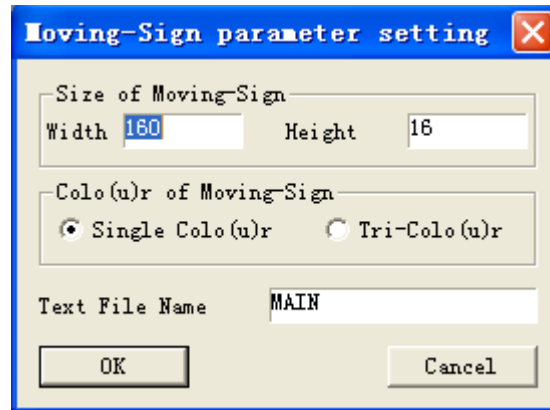 Moving-Sign parameter setting
Size of Moving-Sign
Width 160 Height 16
Colo(u)r of Moving-Sign
Single Colo(u)r Tri-Colo(u)r
Text File Name MAIN
OK Cancel